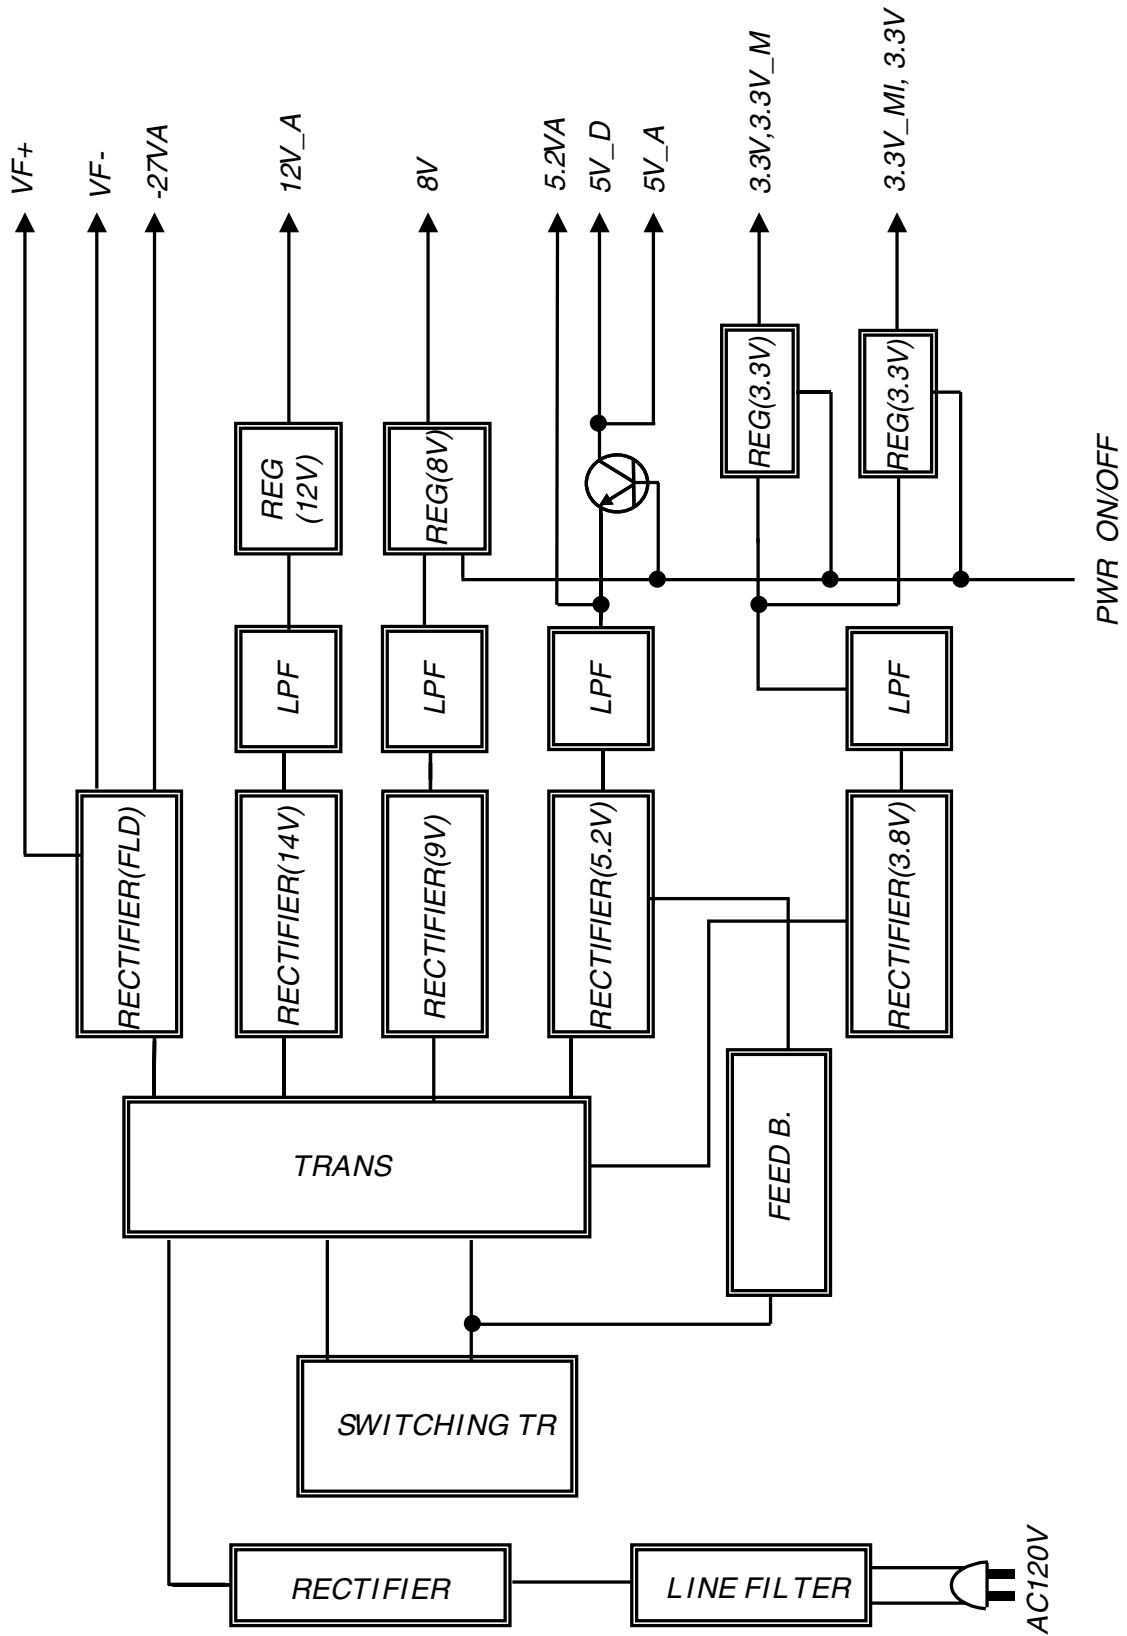 VF+
VF-
-27VA
12V_A
8V
5.2VA
5V_D
5V_A
3.3V,3.3V_M
3.3V_MI, 3.3V
REG
(12V)
REG(8V)
REG(3.3V)
REG(3.3V)
PWR ON/OFF
LPF
LPF
LPF
LPF
RECTIFIER(FLD)
RECTIFIER(14V)
RECTIFIER(9V)
RECTIFIER(5.2V)
RECTIFIER(3.8V)
TRANS
FEED B.
SWITCHING TR
RECTIFIER
LINE FILTER
AC120V